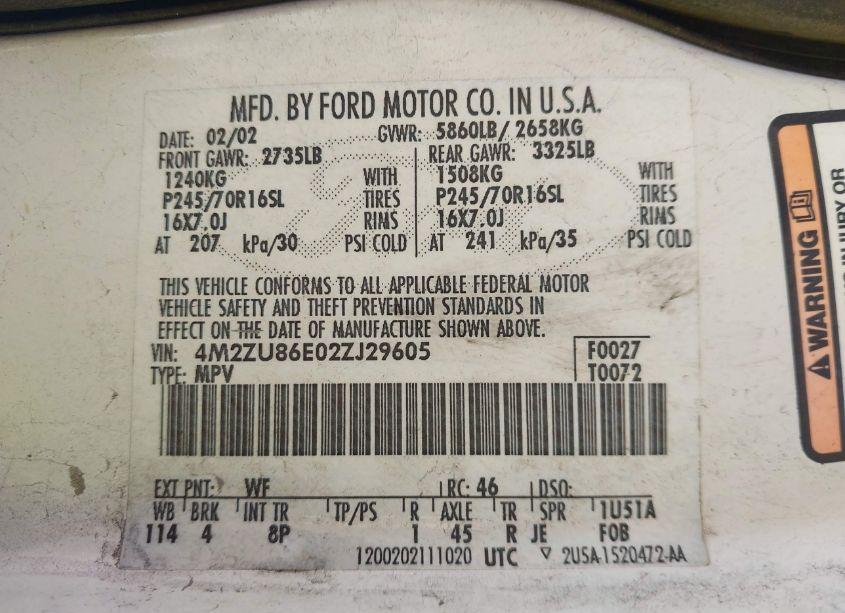 MFD. BY FORD MOTOR CO. IN U.S.A.
DATE: 02/02 GVWR: 5860LB/ 2658KG
FRONT GAWR: 2735LB REAR GAWR: 3325LB
1240KG WITH 1508KG WITH
P245/70R16SL TIRES P245/70R16SL TIRES
16X7.0J RIMS 16X7.0J RIMS
AT 207 kPa/30 PSI COLD AT 241 kPa/35 PSI COLD
THIS VEHICLE CONFORMS TO ALL APPLICABLE FEDERAL MOTOR
VEHICLE SAFETY AND THEFT PREVENTION STANDARDS IN
EFFECT ON THE DATE OF MANUFACTURE SHOWN ABOVE.
VIN: 4M2ZU86E02ZJ29605 F0027
TYPE: MPV T0072
EXT PNT: WF RC: 46 DSO:
WB BRK INT TR TP/PS R AXLE TR SPR 1U51A
114 4 8P 1 45 R JE FOB
1200202111020 UTC ▽ 2U5A-1520472-AA
WARNING
INJURY OR